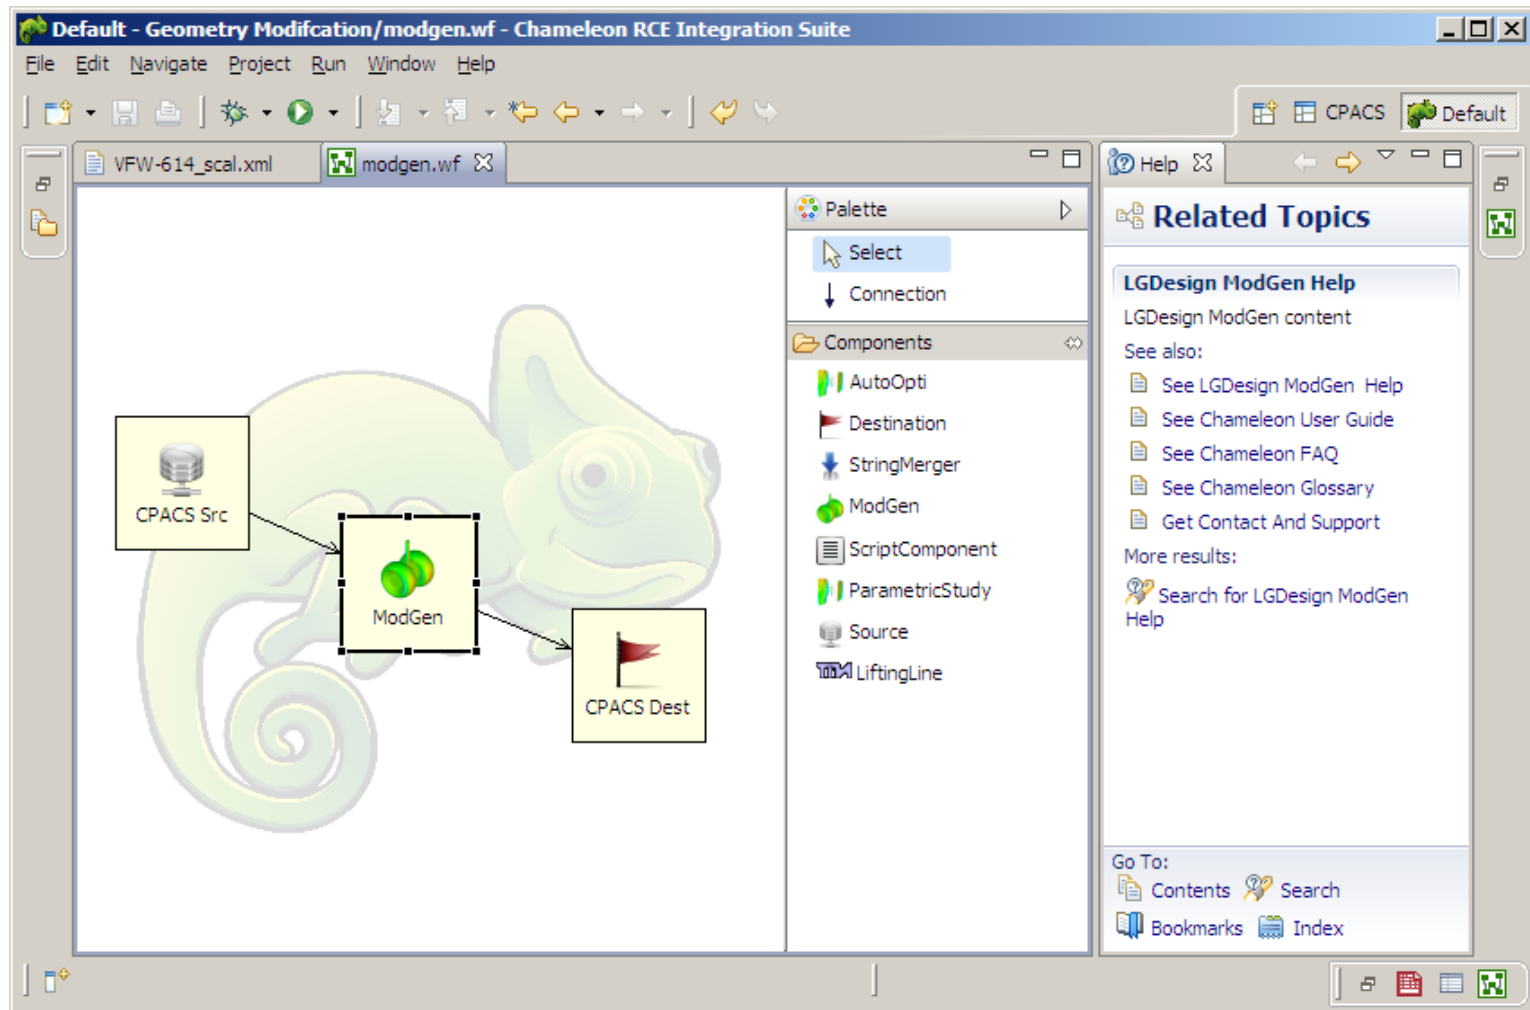 Default - Geometry Modifcation/modgen.wf - Chameleon RCE Integration Suite
File Edit Navigate Project Run Window Help
CPACS Default
VFW-614_scal.xml modgen.wf
Help
Palette
Select
Connection
Components
AutoOpti
Destination
StringMerger
ModGen
ScriptComponent
ParametricStudy
Source
LiftingLine
CPACS Src
ModGen
CPACS Dest
Related Topics
LGDesign ModGen Help
LGDesign ModGen content
See also:
See LGDesign ModGen Help
See Chameleon User Guide
See Chameleon FAQ
See Chameleon Glossary
Get Contact And Support
More results:
Search for LGDesign ModGen
Help
Go To:
Contents Search
Bookmarks Index